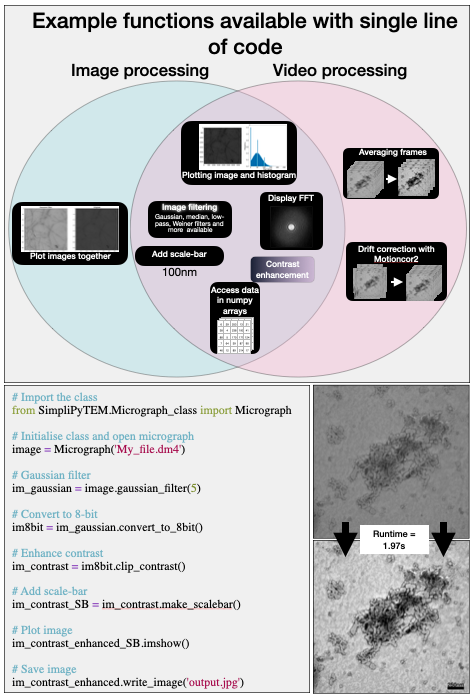 Example functions available with single line
of code
Image processing
Video processing
Plotting image and histogram
Averaging frames
Plot images together
Image filtering
Gaussian, median, low-
pass, Weiner filters and
more available
Display FFT
Add scale-bar
100nm
Contrast
enhancement
Drift correction with
Motioncor2
Access data
in numpy
arrays
# Import the class
from SimpliPyTEM.Micrograph_class import Micrograph
# Initialise class and open micrograph
image = Micrograph('My_file.dm4')
# Gaussian filter
im_gaussian = image.gaussian_filter(5)
# Convert to 8-bit
im8bit = im_gaussian.convert_to_8bit()
# Enhance contrast
im_contrast = im8bit.clip_contrast()
# Add scale-bar
im_contrast_SB = im_contrast.make_scalebar()
# Plot image
im_contrast_enhanced_SB.imshow()
# Save image
im_contrast_enhanced.write_image('output.jpg')
Runtime =
1.97s